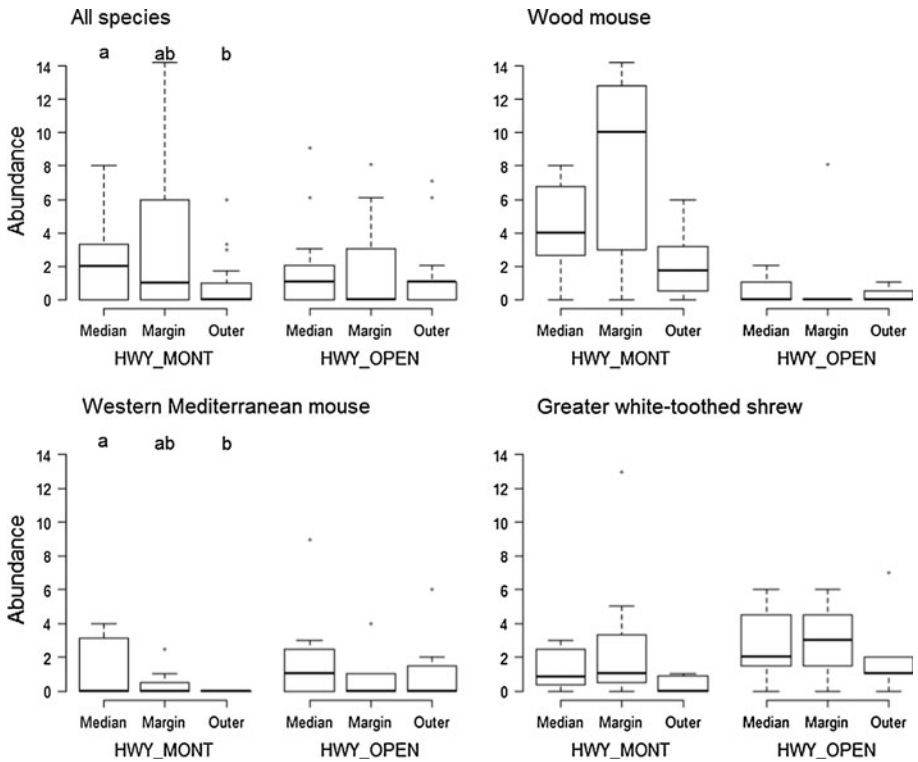 All species
a ab b
Abundance
14
12
10
8
6
4
2
0
Median Margin Outer Median Margin Outer
HWY_MONT HWY_OPEN
Wood mouse
14
12
10
8
6
4
2
0
Median Margin Outer Median Margin Outer
HWY_MONT HWY_OPEN
Western Mediterranean mouse
a ab b
Abundance
14
12
10
8
6
4
2
0
Median Margin Outer Median Margin Outer
HWY_MONT HWY_OPEN
Greater white-toothed shrew
14
12
10
8
6
4
2
0
Median Margin Outer Median Margin Outer
HWY_MONT HWY_OPEN